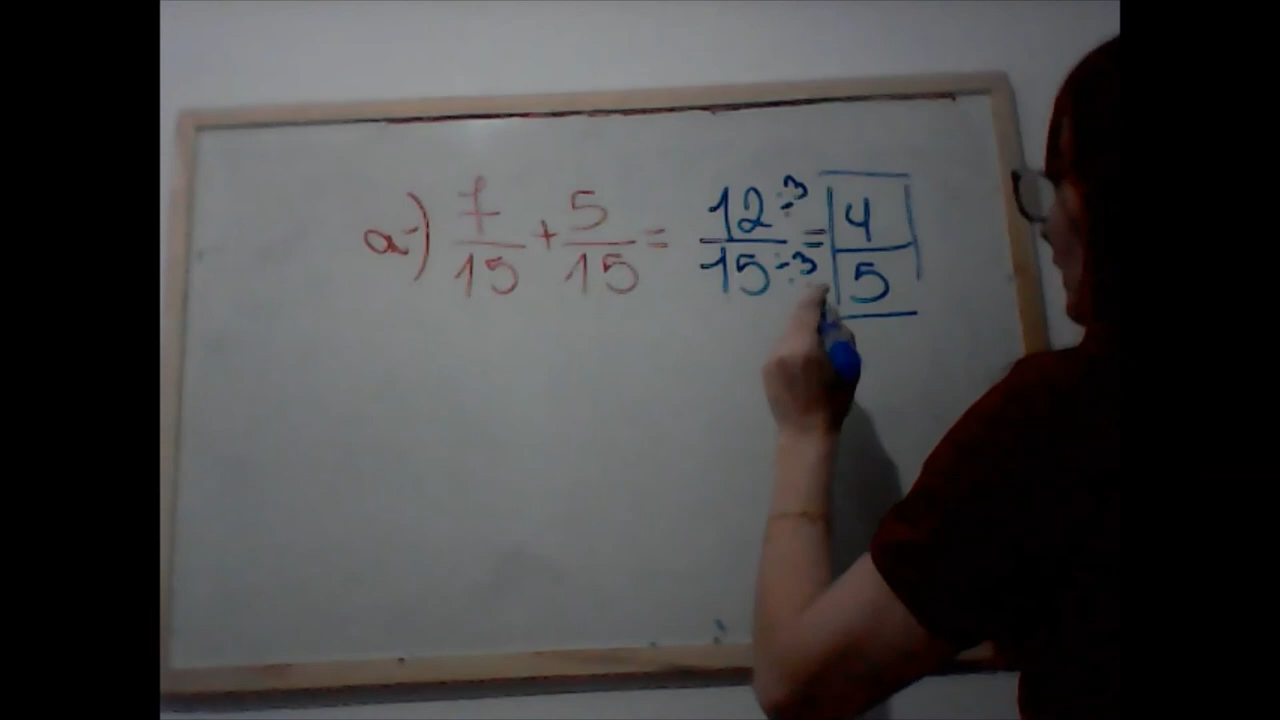 a-) 7/15 + 5/15 = 12÷3/15÷3 = 4/5